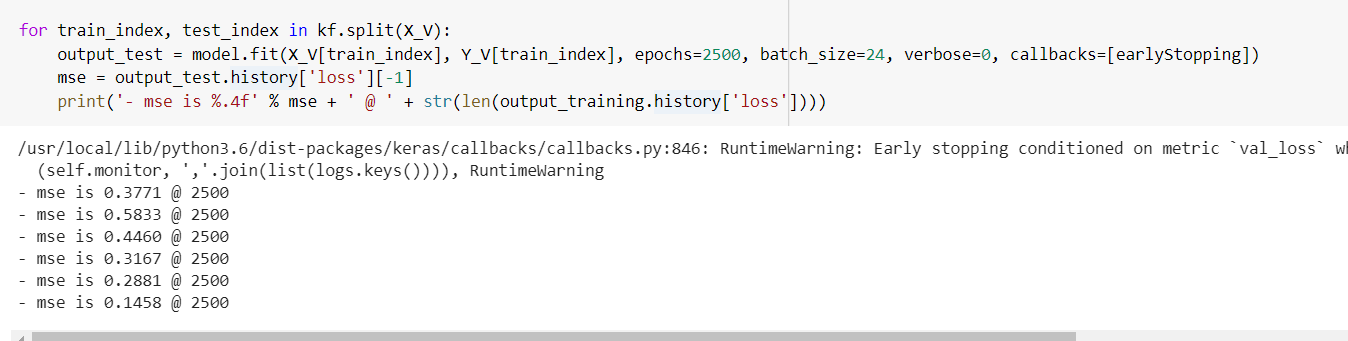 for train_index, test_index in kf.split(X_V):
    output_test = model.fit(X_V[train_index], Y_V[train_index], epochs=2500, batch_size=24, verbose=0, callbacks=[earlyStopping])
    mse = output_test.history['loss'][-1]
    print('- mse is %.4f' % mse + ' @ ' + str(len(output_training.history['loss'])))
/usr/local/lib/python3.6/dist-packages/keras/callbacks/callbacks.py:846: RuntimeWarning: Early stopping conditioned on metric `val_loss` wh
  (self.monitor, ','.join(list(logs.keys()))), RuntimeWarning
- mse is 0.3771 @ 2500
- mse is 0.5833 @ 2500
- mse is 0.4460 @ 2500
- mse is 0.3167 @ 2500
- mse is 0.2881 @ 2500
- mse is 0.1458 @ 2500